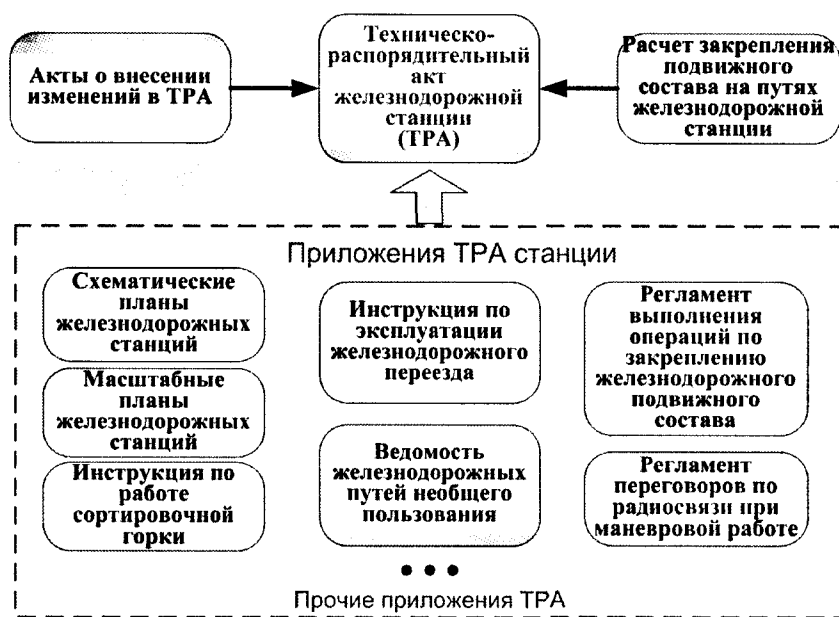 Акты о внесении
изменений в ТРА
Техническо-
распорядительный
акт
железнодорожной
станции
(ТРА)
Расчет закрепления
подвижного
состава на путях
железнодорожной
станции
Приложения ТРА станции
Схематические
планы
железнодорожных
станций
Масштабные
планы
железнодорожных
станций
Инструкция по
работе
сортировочной
горки
Инструкция по
эксплуатации
железнодорожного
переезда
Ведомость
железнодорожных
путей необщего
пользования
Регламент
выполнения
операций по
закреплению
железнодорожного
подвижного
состава
Регламент
переговоров по
радиосвязи при
маневровой работе
Прочие приложения ТРА